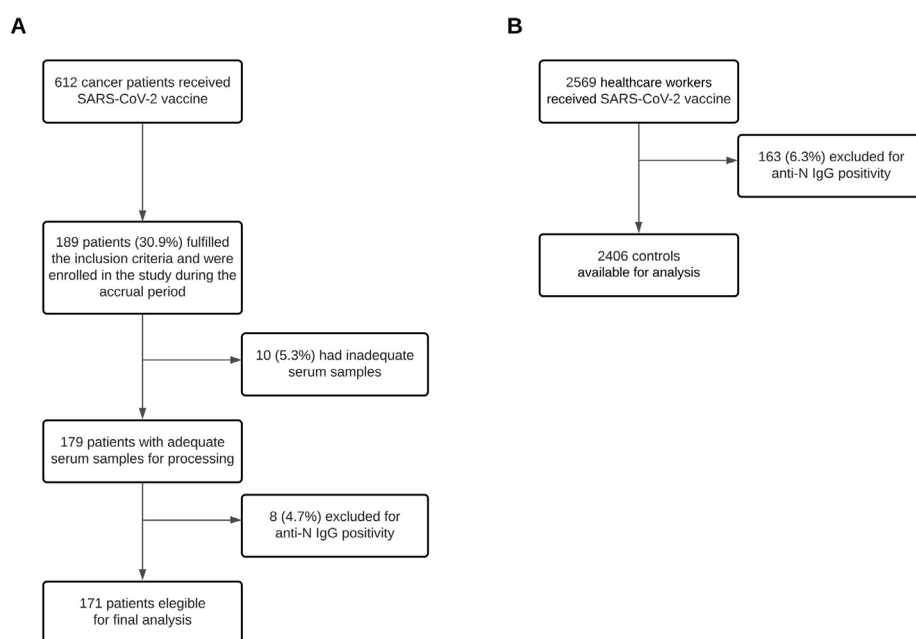 A
612 cancer patients received
SARS-CoV-2 vaccine
189 patients (30.9%) fulfilled
the inclusion criteria and were
enrolled in the study during the
accrual period
10 (5.3%) had inadequate
serum samples
179 patients with adequate
serum samples for processing
8 (4.7%) excluded for
anti-N IgG positivity
171 patients elegible
for final analysis
B
2569 healthcare workers
received SARS-CoV-2 vaccine
163 (6.3%) excluded for
anti-N IgG positivity
2406 controls
available for analysis